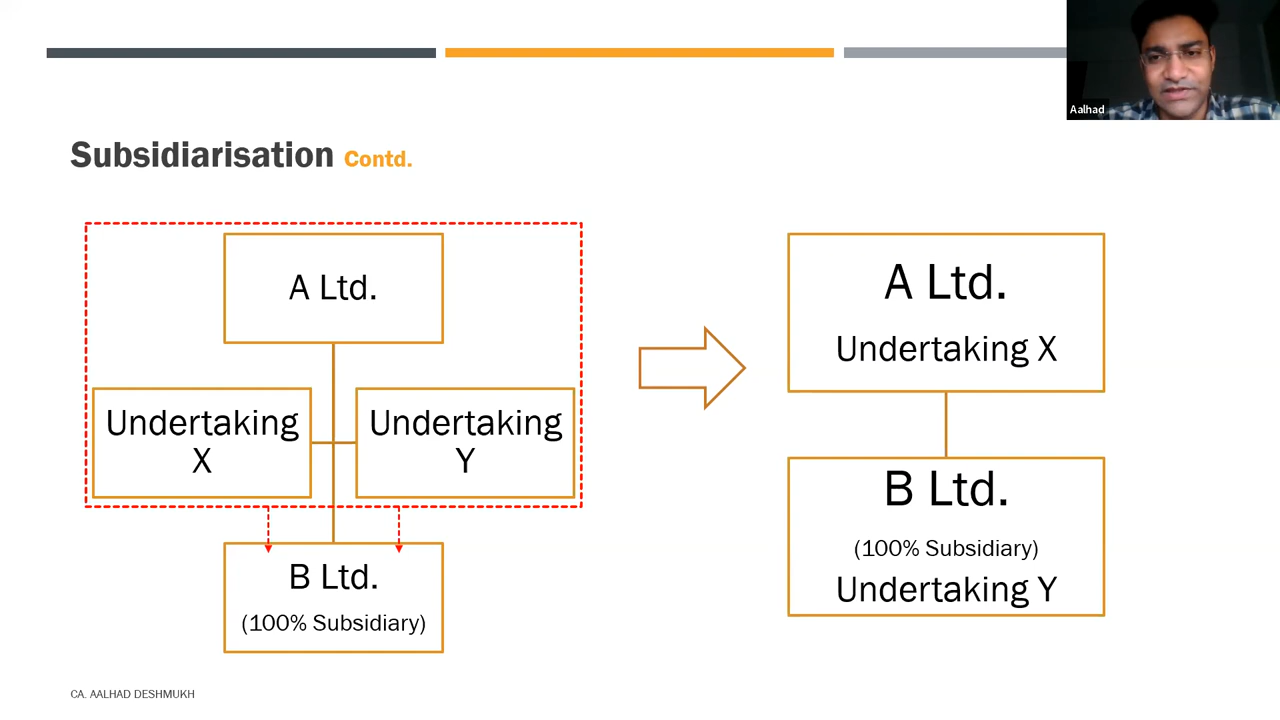 Aalhad
Subsidiarisation Contd.
A Ltd.
Undertaking
X
Undertaking
Y
B Ltd.
(100% Subsidiary)
A Ltd.
Undertaking X
B Ltd.
(100% Subsidiary)
Undertaking Y
CA. AALHAD DESHMUKH